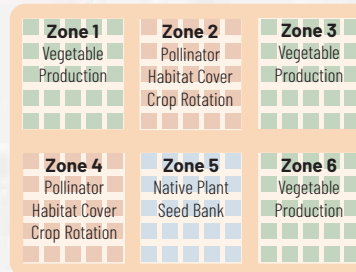 Zone 1
Vegetable
Production
Zone 2
Pollinator
Habitat Cover
Crop Rotation
Zone 3
Vegetable
Production
Zone 4
Pollinator
Habitat Cover
Crop Rotation
Zone 5
Native Plant
Seed Bank
Zone 6
Vegetable
Production